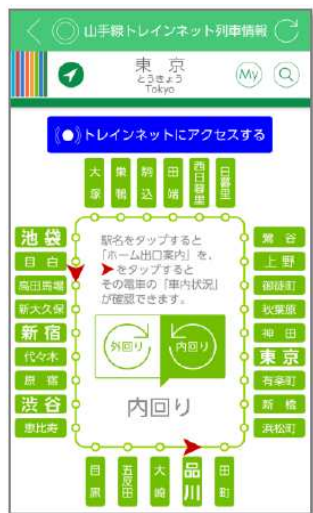 山手線トレインネット列車情報
東京
とうきょう
Tokyo
My
トレインネットにアクセスする
大塚
巣鴨
駒込
田端
西日暮里
日暮里
池袋
目白
高田馬場
新大久保
新宿
代々木
原宿
渋谷
恵比寿
駅名をタップすると
「ホーム出口案内」を、
をタップすると
その電車の「車内状況」
が確認できます。
外回り
内回り
内回り
鶯谷
上野
御徒町
秋葉原
神田
東京
有楽町
新橋
浜松町
目黒
五反田
大崎
品川
田町